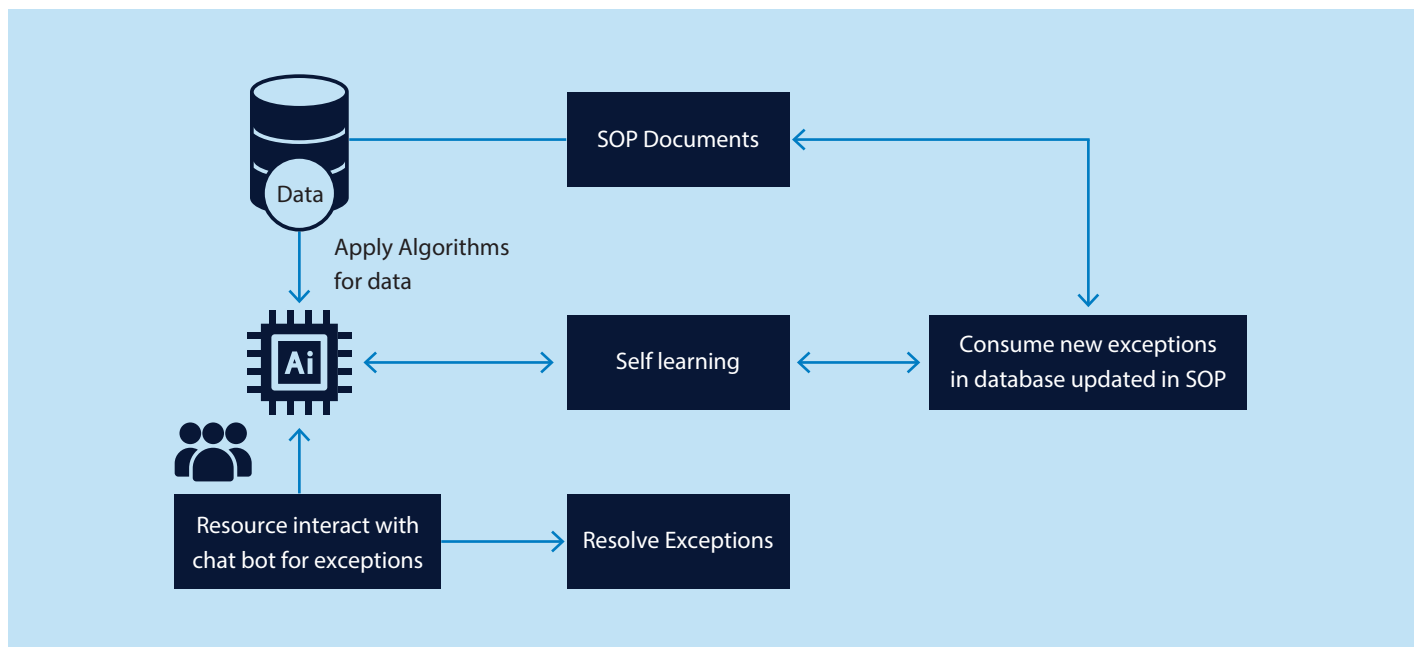 SOP Documents
Data
Apply Algorithms
for data
Ai
Self learning
Consume new exceptions
in database updated in SOP
Resource interact with
chat bot for exceptions
Resolve Exceptions